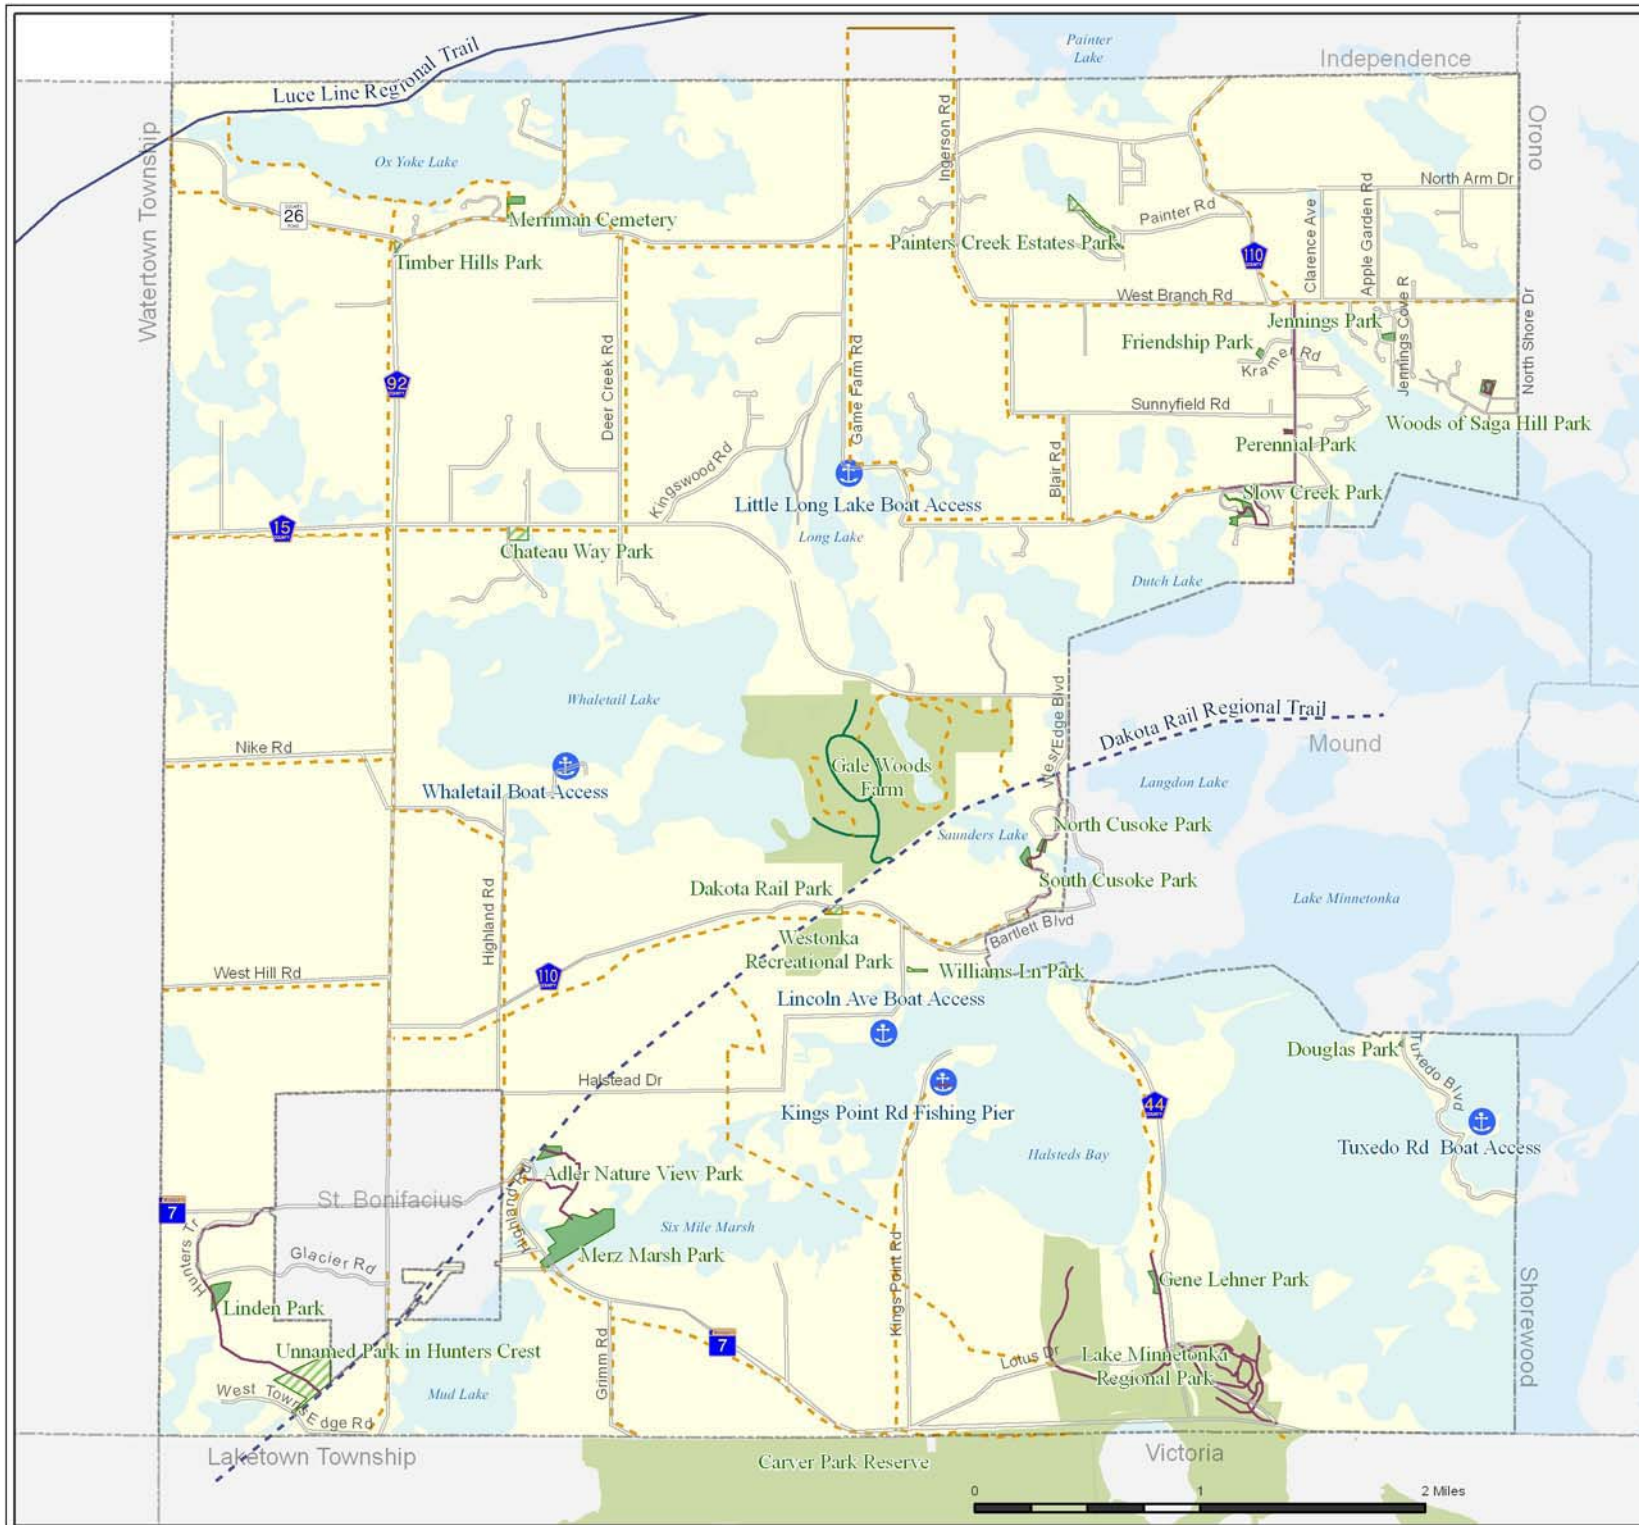 Painter
Lake
Independence
Luce Line Regional Trail
Orono
Watertown Township
Ox Yoke Lake
Ingerson Rd
North Arm Dr
26
Merriman Cemetery
Painters Creek Estates Park
Painter Rd
Clarence Ave
Apple Garden Rd
110
COUNTY
Timber Hills Park
West Branch Rd
Jennings Park
Jennings Cove R
North Shore Dr
Friendship Park
Kramer Rd
92
COUNTY
Deer Creek Rd
Game Farm Rd
Sunnyfield Rd
Woods of Saga Hill Park
Perennial Park
Kingswood Rd
Blair Rd
Little Long Lake Boat Access
Slow Creek Park
15
COUNTY
Long Lake
Chateau Way Park
Dutch Lake
Whaletail Lake
West Edge Blvd
Dakota Rail Regional Trail
Mound
Nike Rd
Gale Woods
Farm
Langdon Lake
Whaletail Boat Access
Saunders Lake
North Cusoke Park
Highland Rd
Dakota Rail Park
South Cusoke Park
Lake Minnetonka
Westonka
Recreational Park
Bartlett Blvd
West Hill Rd
110
COUNTY
Williams Ln Park
Lincoln Ave Boat Access
Douglas Park
Tuxedo Blvd
Halstead Dr
Kings Point Rd Fishing Pier
44
COUNTY
Tuxedo Rd Boat Access
Halsteds Bay
Adler Nature View Park
St. Bonifacius
7
Highland Rd
Six Mile Marsh
Hunters Tr
Glacier Rd
Merz Marsh Park
Kings Point Rd
Gene Lehner Park
Linden Park
Shorewood
Unnamed Park in Hunters Crest
7
Grimm Rd
Lotus Dr
Lake Minnetonka
Regional Park
West Towns Edge Rd
Mud Lake
Laketown Township
Carver Park Reserve
Victoria
0 1 2 Miles